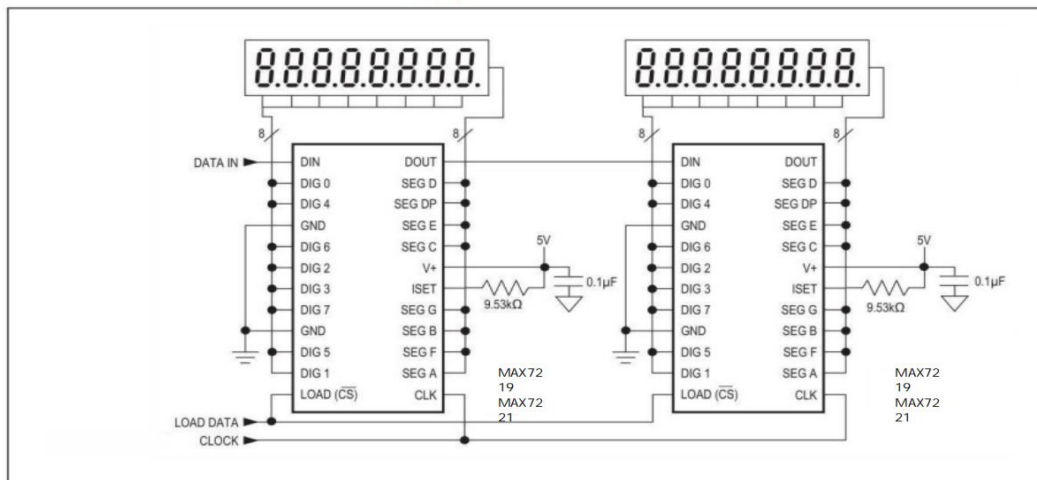 8.8.8.8.8.8.8.8.
8.8.8.8.8.8.8.8.
8 8 8 8
DATA IN DIN DOUT DIN DOUT
DIG 0 SEG D DIG 0 SEG D
DIG 4 SEG DP DIG 4 SEG DP
GND SEG E GND SEG E
DIG 6 SEG C 5V DIG 6 SEG C 5V
DIG 2 V+ DIG 2 V+
0.1µF 0.1µF
DIG 3 ISET DIG 3 ISET
9.53kΩ 9.53kΩ
DIG 7 SEG G DIG 7 SEG G
GND SEG B GND SEG B
DIG 5 SEG F DIG 5 SEG F
DIG 1 SEG A DIG 1 SEG A
MAX72
19
MAX72
21
MAX72
19
MAX72
21
LOAD (CS) CLK LOAD (CS) CLK
LOAD DATA
CLOCK